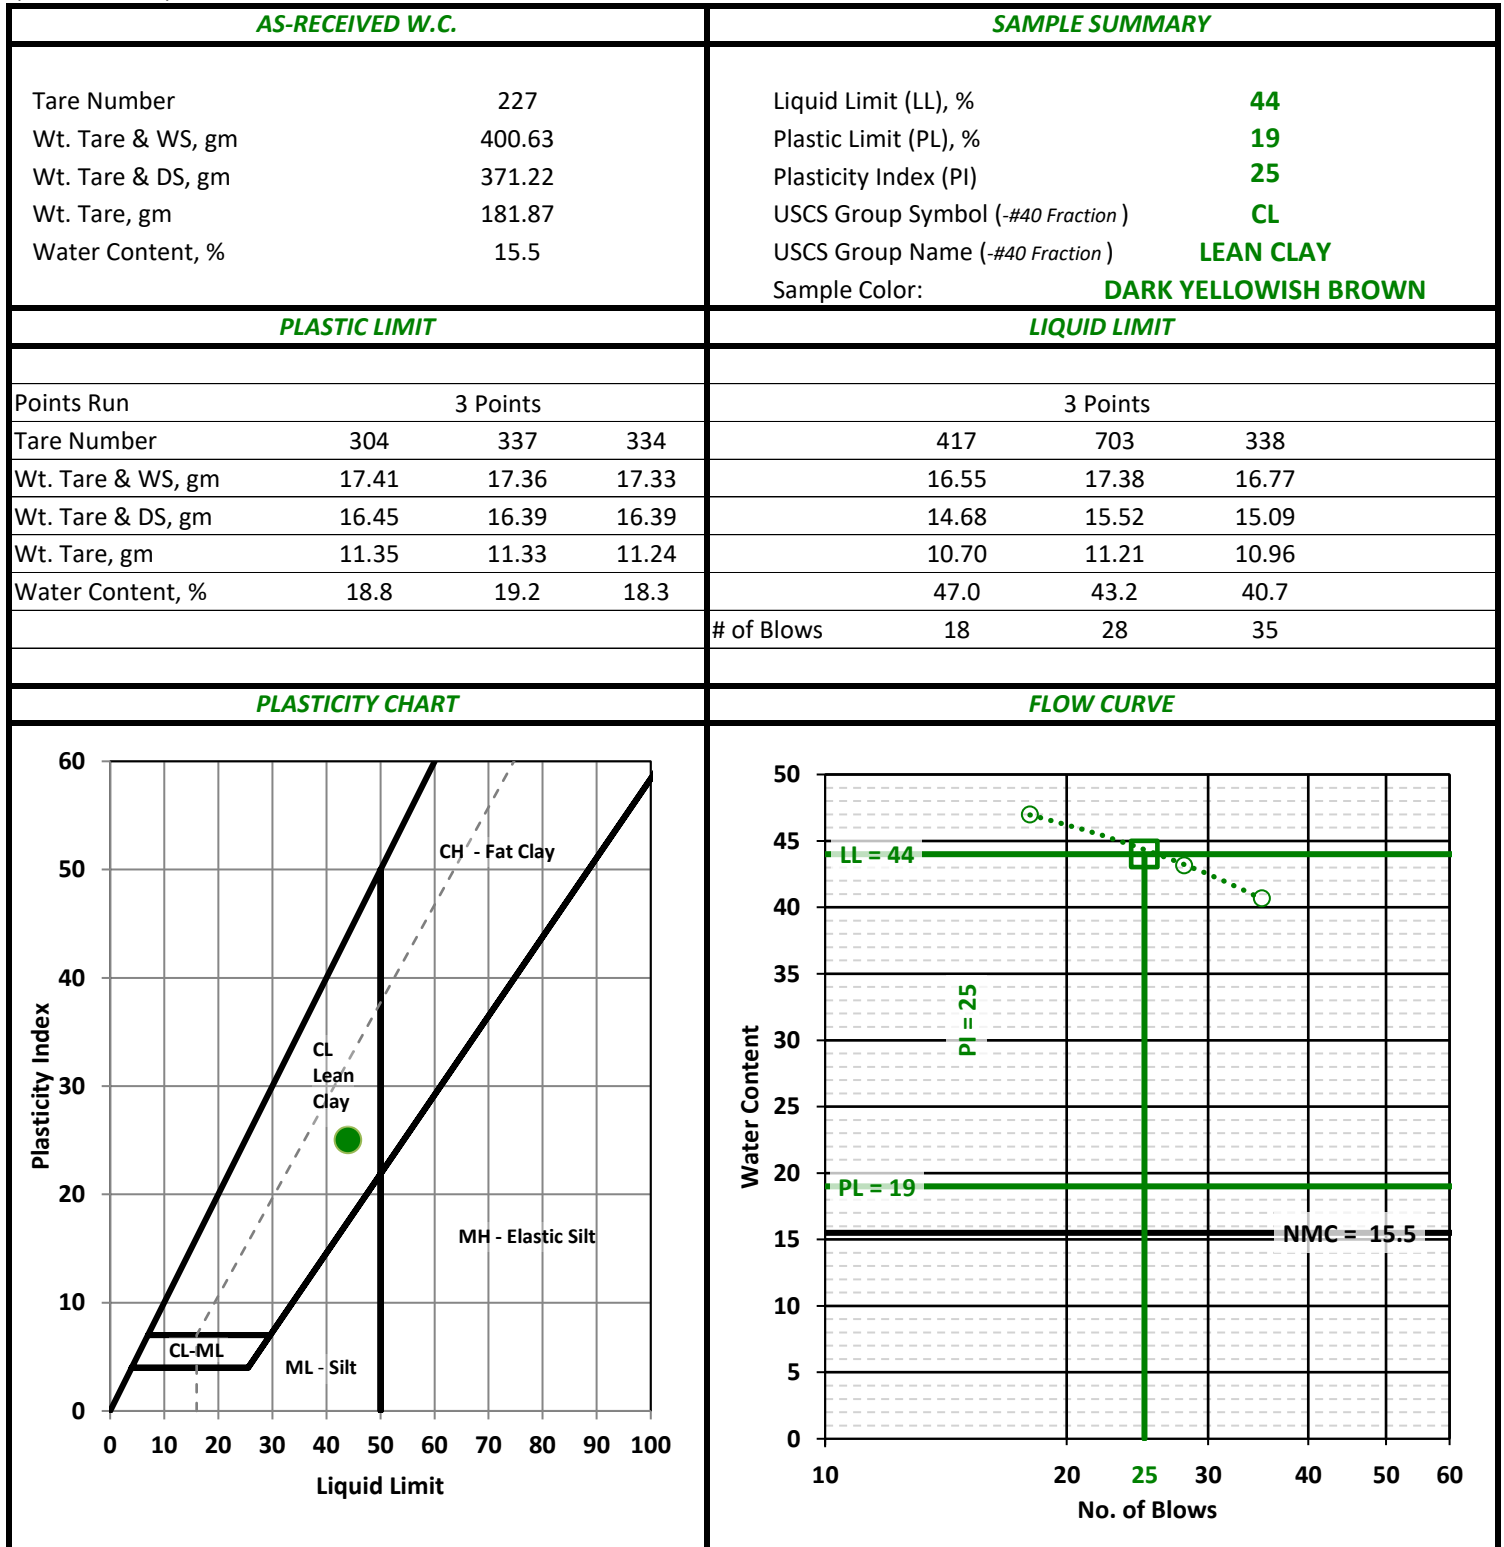 AS-RECEIVED W.C.
Tare Number 227
Wt. Tare & WS, gm 400.63
Wt. Tare & DS, gm 371.22
Wt. Tare, gm 181.87
Water Content, % 15.5
SAMPLE SUMMARY
Liquid Limit (LL), % 44
Plastic Limit (PL), % 19
Plasticity Index (PI) 25
USCS Group Symbol (-#40 Fraction ) CL
USCS Group Name (-#40 Fraction ) LEAN CLAY
Sample Color: DARK YELLOWISH BROWN
PLASTIC LIMIT
Points Run 3 Points
Tare Number 304 337 334
Wt. Tare & WS, gm 17.41 17.36 17.33
Wt. Tare & DS, gm 16.45 16.39 16.39
Wt. Tare, gm 11.35 11.33 11.24
Water Content, % 18.8 19.2 18.3
LIQUID LIMIT
3 Points
417 703 338
16.55 17.38 16.77
14.68 15.52 15.09
10.70 11.21 10.96
47.0 43.2 40.7
# of Blows 18 28 35
PLASTICITY CHART
60
50
40
30
20
10
0
Plasticity Index
CH - Fat Clay
CL
Lean
Clay
MH - Elastic Silt
CL-ML
ML - Silt
0 10 20 30 40 50 60 70 80 90 100
Liquid Limit
FLOW CURVE
50
45
40
35
30
25
20
15
10
5
0
Water Content
LL = 44
PI = 25
PL = 19
NMC = 15.5
10 20 25 30 40 50 60
No. of Blows